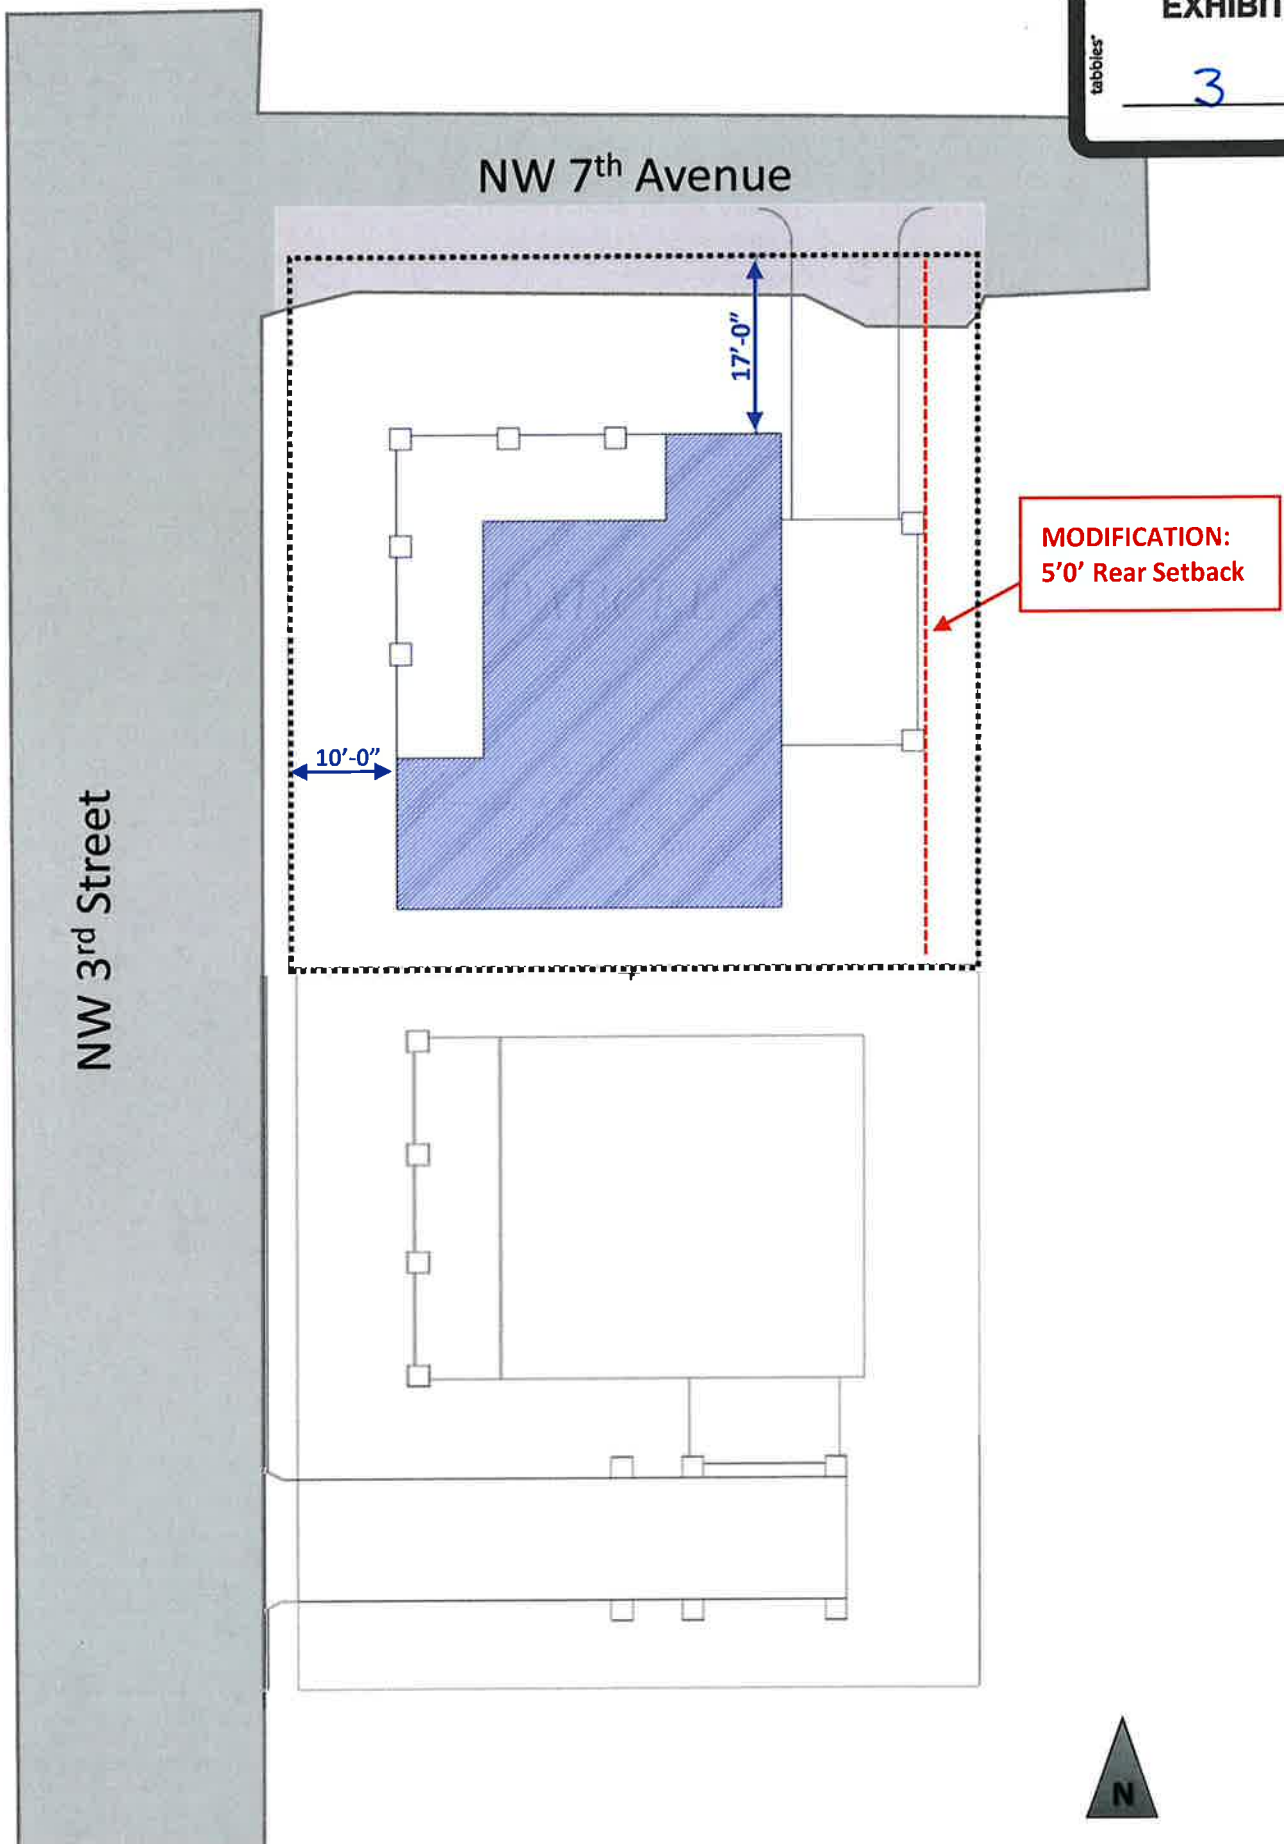 EXHIBIT
tabbies'
3
NW 7th Avenue
17'-0"
MODIFICATION:
5'0' Rear Setback
10'-0"
NW 3rd Street
N